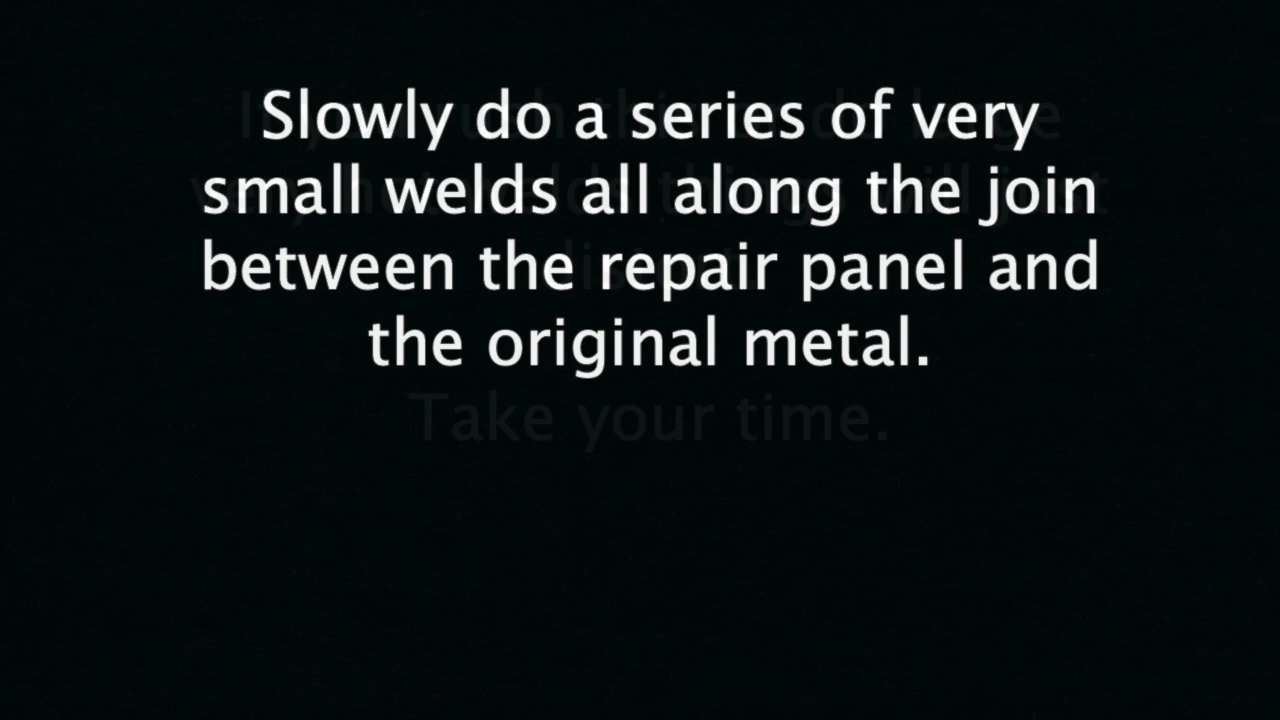 Slowly do a series of very
small welds all along the join
between the repair panel and
the original metal.
Take your time.